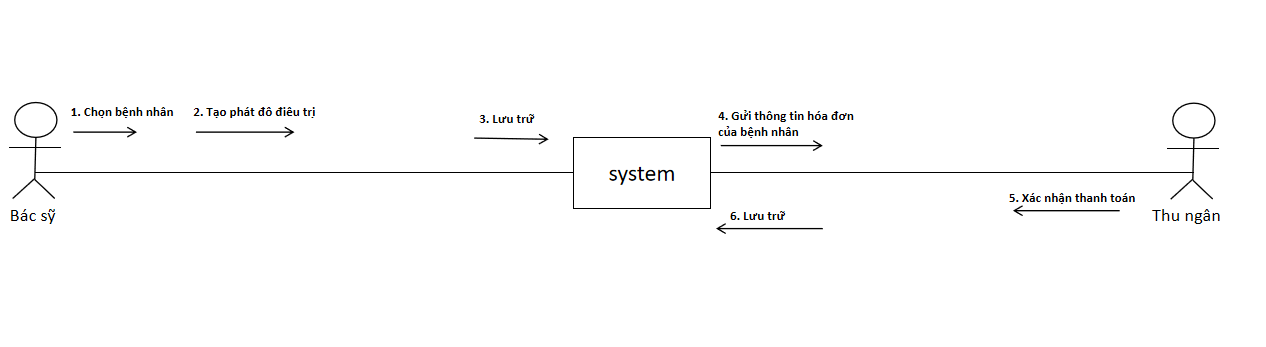 1. Chọn bệnh nhân
2. Tạo phát đô điêu trị
3. Lưu trữ
4. Gửi thông tin hóa đơn
của bệnh nhân
system
5. Xác nhận thanh toán
6. Lưu trữ
Bác sỹ
Thu ngân